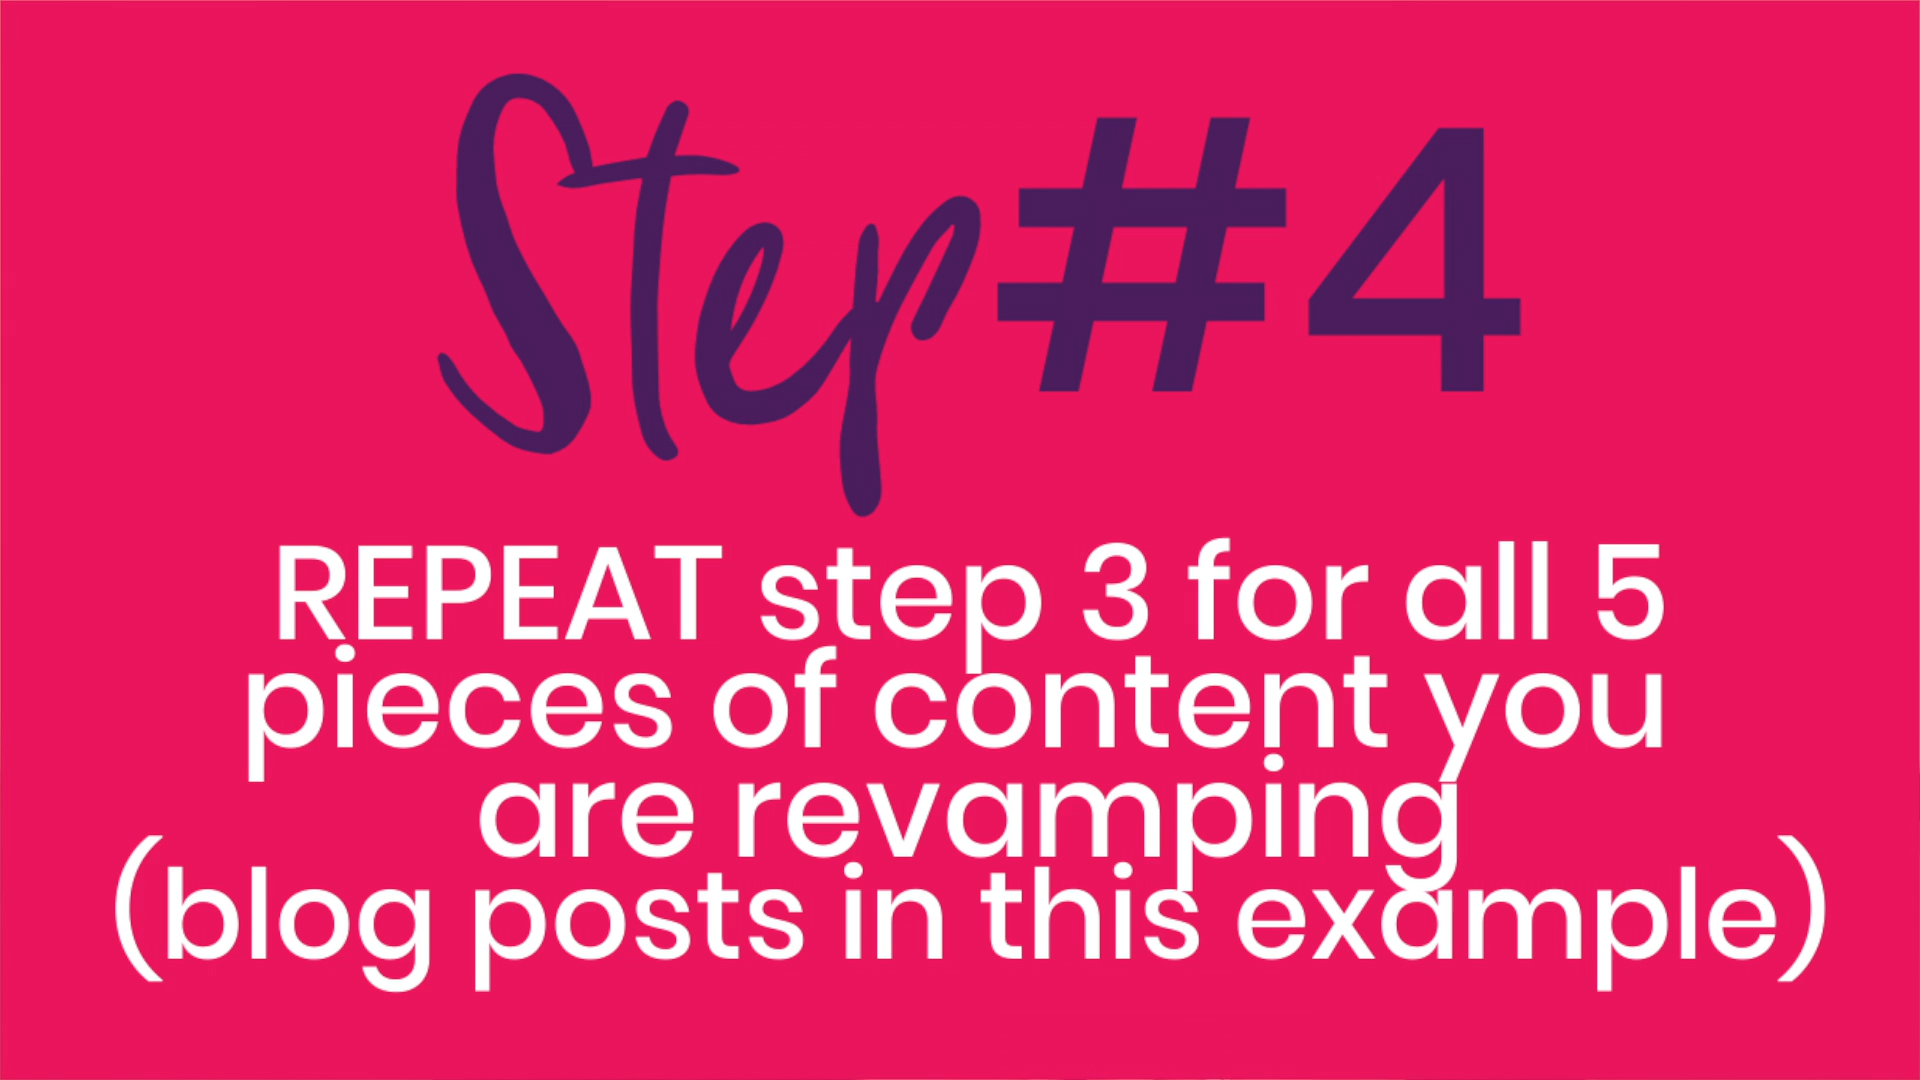 Step #4
REPEAT step 3 for all 5
pieces of content you
are revamping
(blog posts in this example)